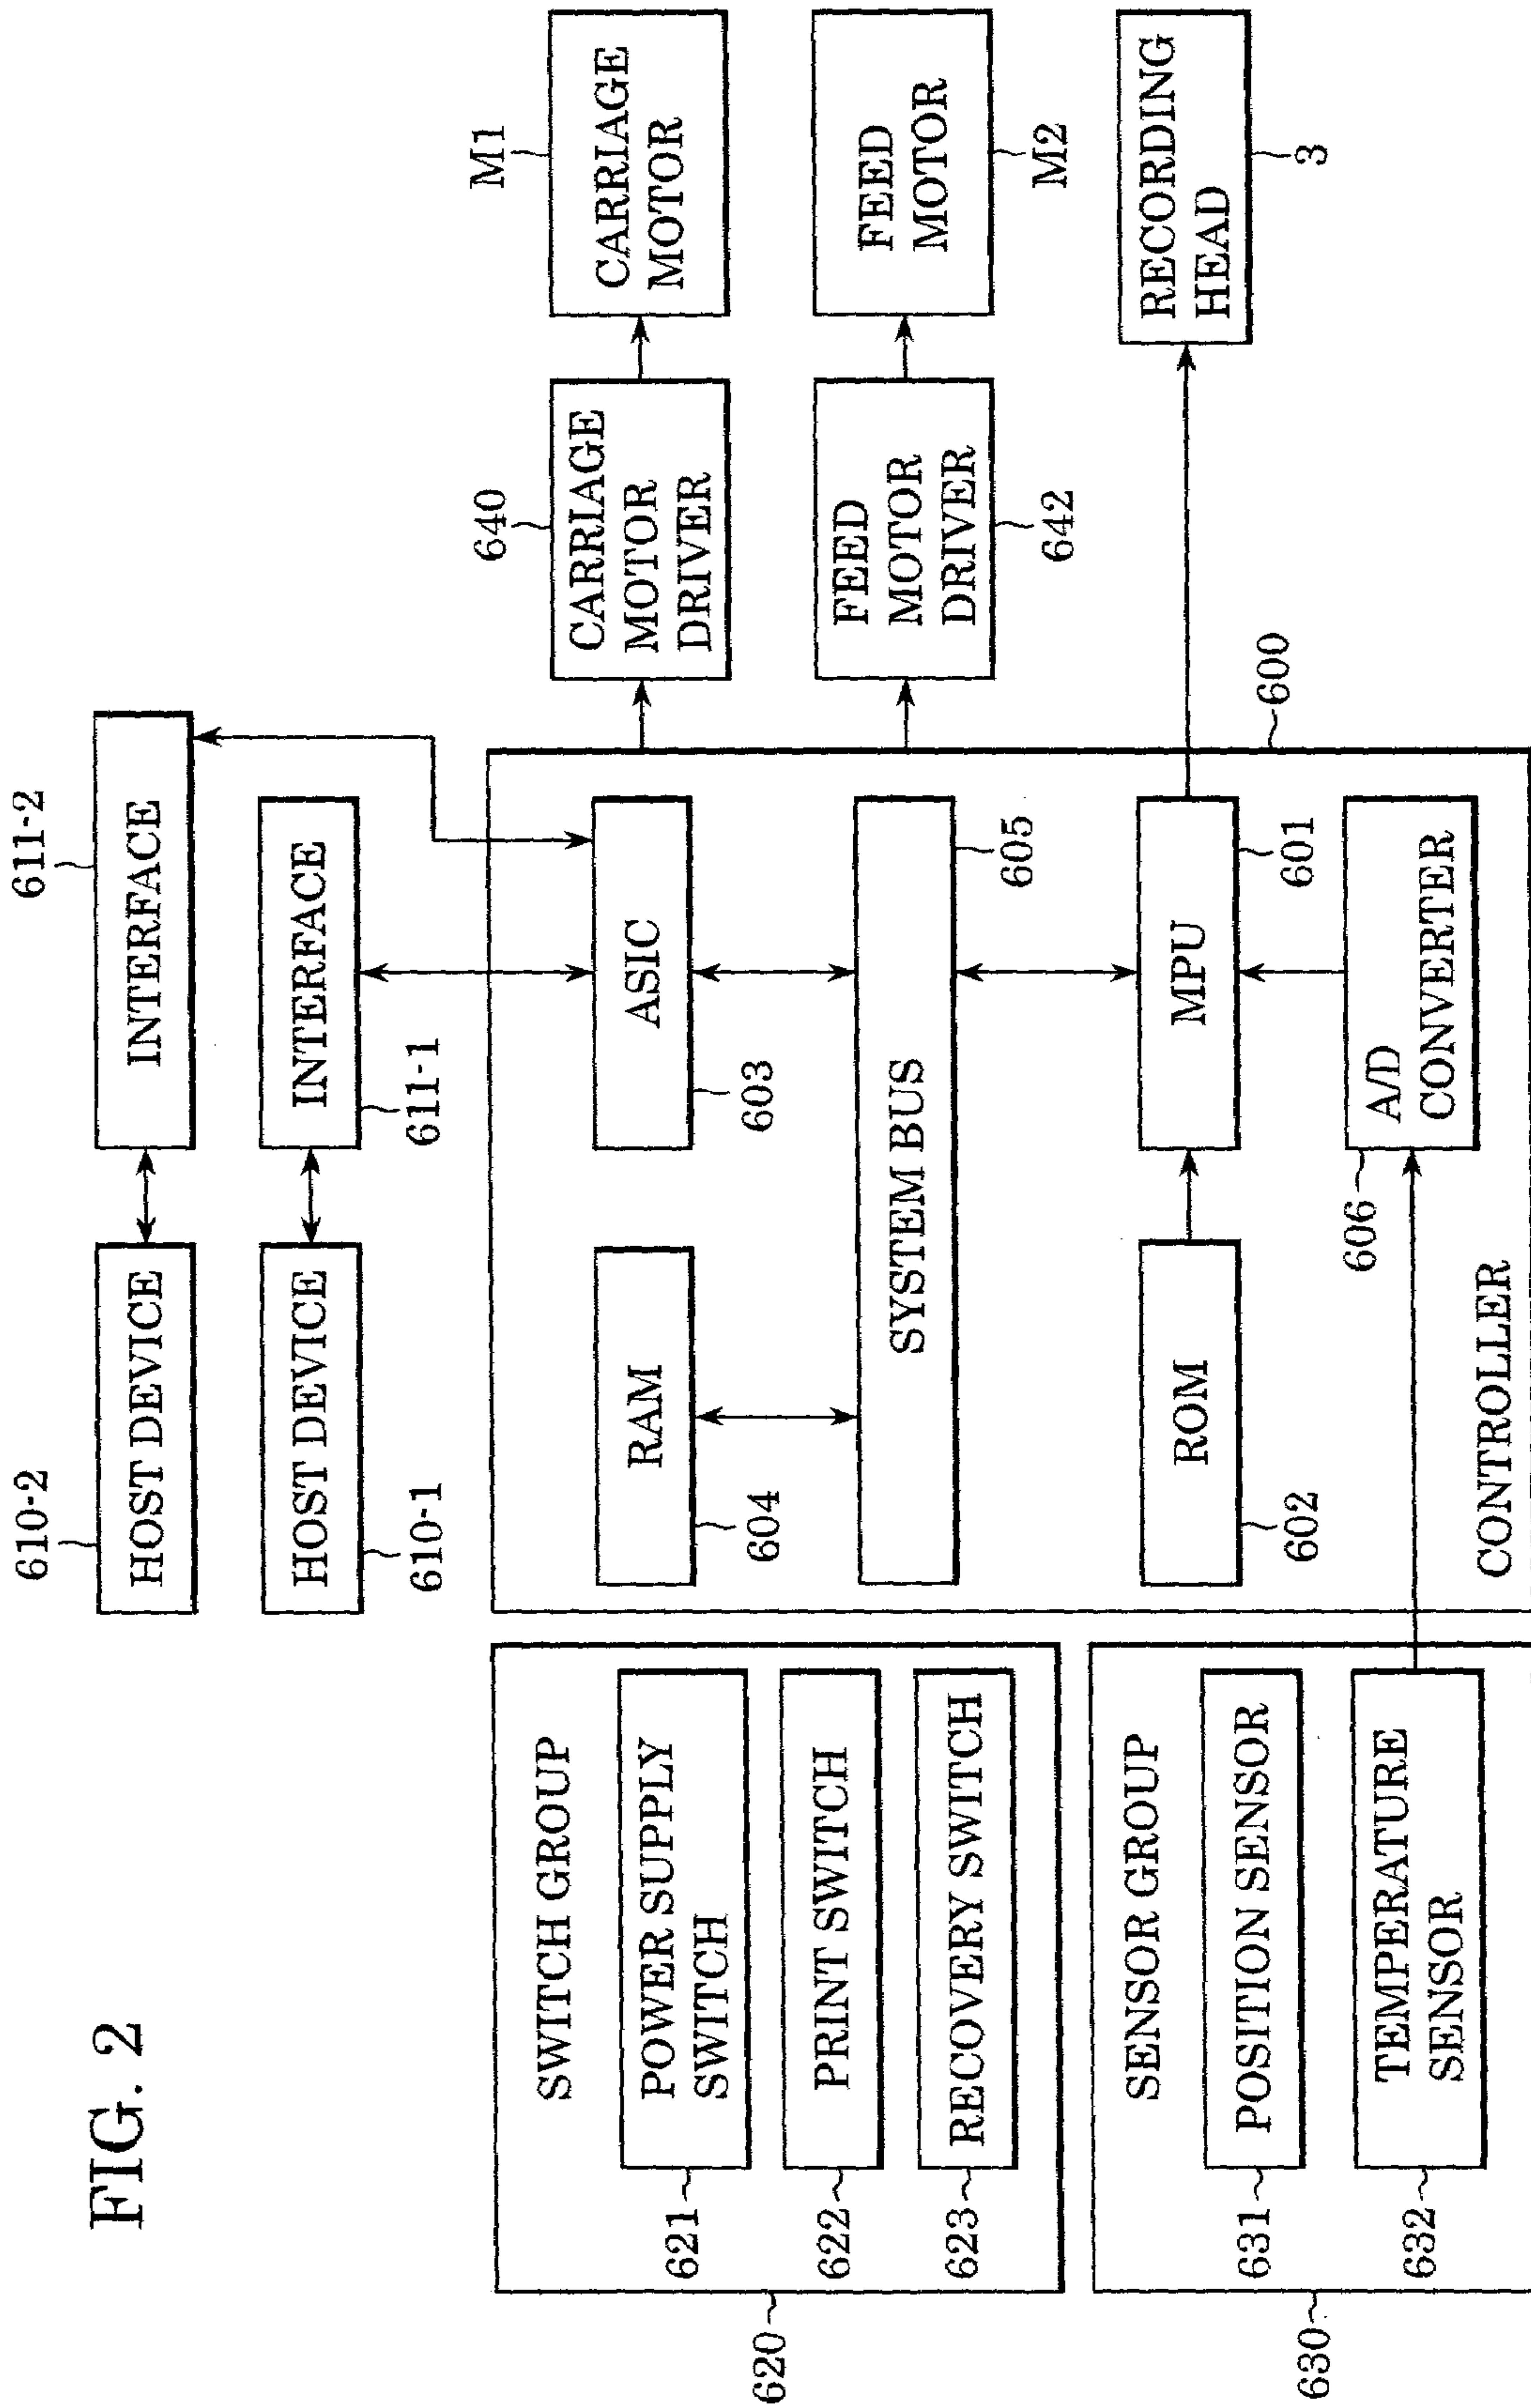 FIG. 2
610-2
HOST DEVICE
611-2
INTERFACE
HOST DEVICE
610-1
INTERFACE
611-1
620
SWITCH GROUP
621
POWER SUPPLY
SWITCH
622
PRINT SWITCH
623
RECOVERY SWITCH
630
SENSOR GROUP
631
POSITION SENSOR
632
TEMPERATURE
SENSOR
RAM
604
ASIC
603
SYSTEM BUS
605
ROM
602
MPU
601
606
A/D
CONVERTER
CONTROLLER
600
640
CARRIAGE
MOTOR
DRIVER
M1
CARRIAGE
MOTOR
FEED
MOTOR
DRIVER
642
FEED
MOTOR
M2
RECORDING
HEAD
3